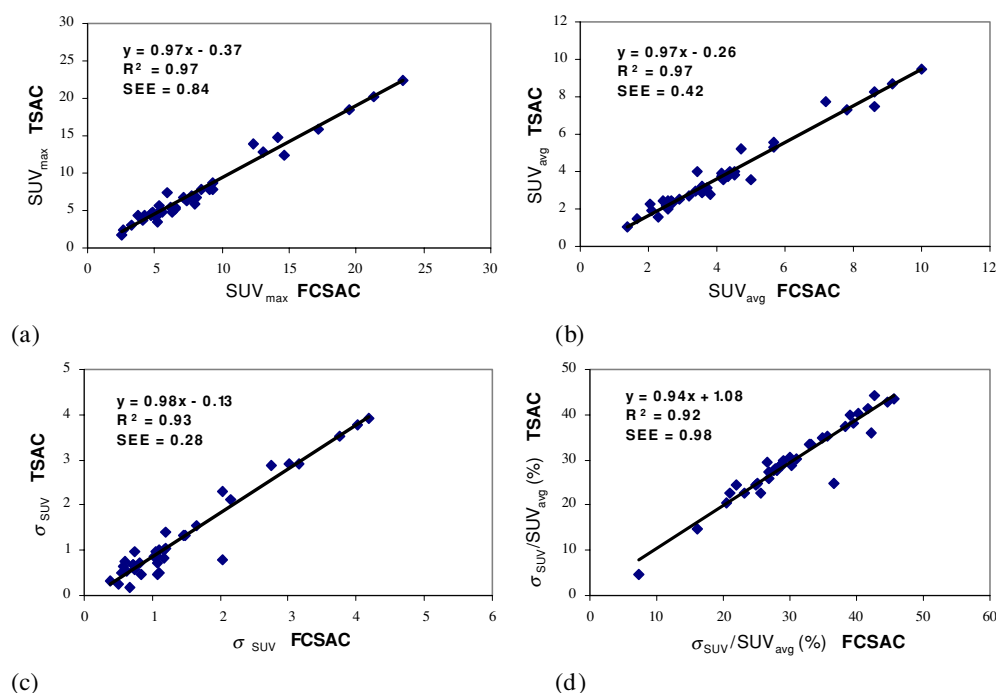 30
25
20
15
10
5
0
SUVmax TSAC
y = 0.97x - 0.37
R² = 0.97
SEE = 0.84
0 5 10 15 20 25 30
SUVmax FCSAC
(a)
12
10
8
6
4
2
0
SUVavg TSAC
y = 0.97x - 0.26
R² = 0.97
SEE = 0.42
0 2 4 6 8 10 12
SUVavg FCSAC
(b)
5
4
3
2
1
0
σ SUV TSAC
y = 0.98x - 0.13
R² = 0.93
SEE = 0.28
0 1 2 3 4 5 6
σ SUV FCSAC
(c)
50
40
30
20
10
0
σ SUV/SUVavg (%) TSAC
y = 0.94x + 1.08
R² = 0.92
SEE = 0.98
0 10 20 30 40 50 60
σSUV/SUVavg (%) FCSAC
(d)